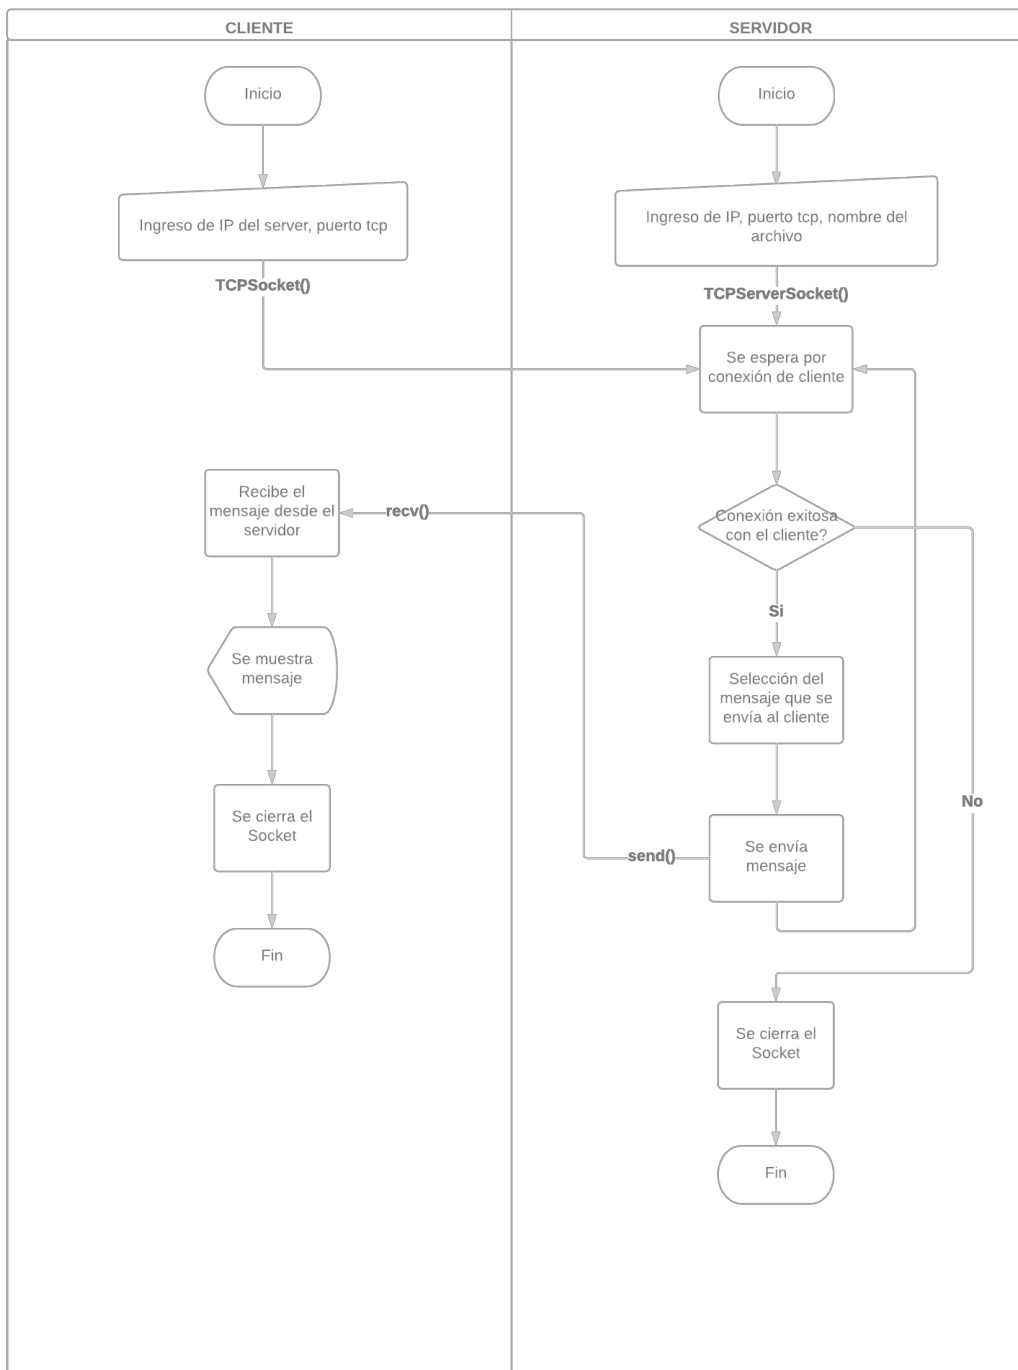 CLIENTE
SERVIDOR
Inicio
Inicio
Ingreso de IP del server, puerto tcp
Ingreso de IP, puerto tcp, nombre del
archivo
TCPSocket()
TCPServerSocket()
Se espera por
conexión de cliente
Recibe el
mensaje desde el
servidor
recv()
Conexión exitosa
con el cliente?
Si
Se muestra
mensaje
Selección del
mensaje que se
envía al cliente
No
Se cierra el
Socket
send()
Se envía
mensaje
Fin
Se cierra el
Socket
Fin